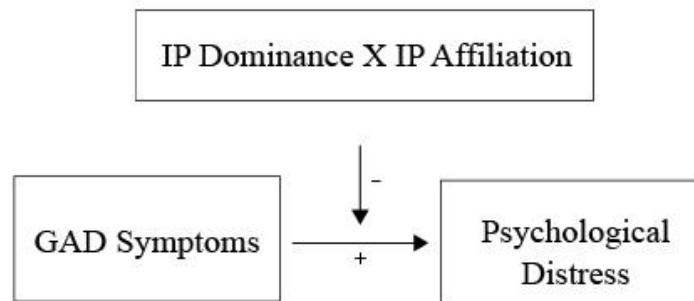 IP Dominance X IP Affiliation
–
GAD Symptoms
+
Psychological
Distress